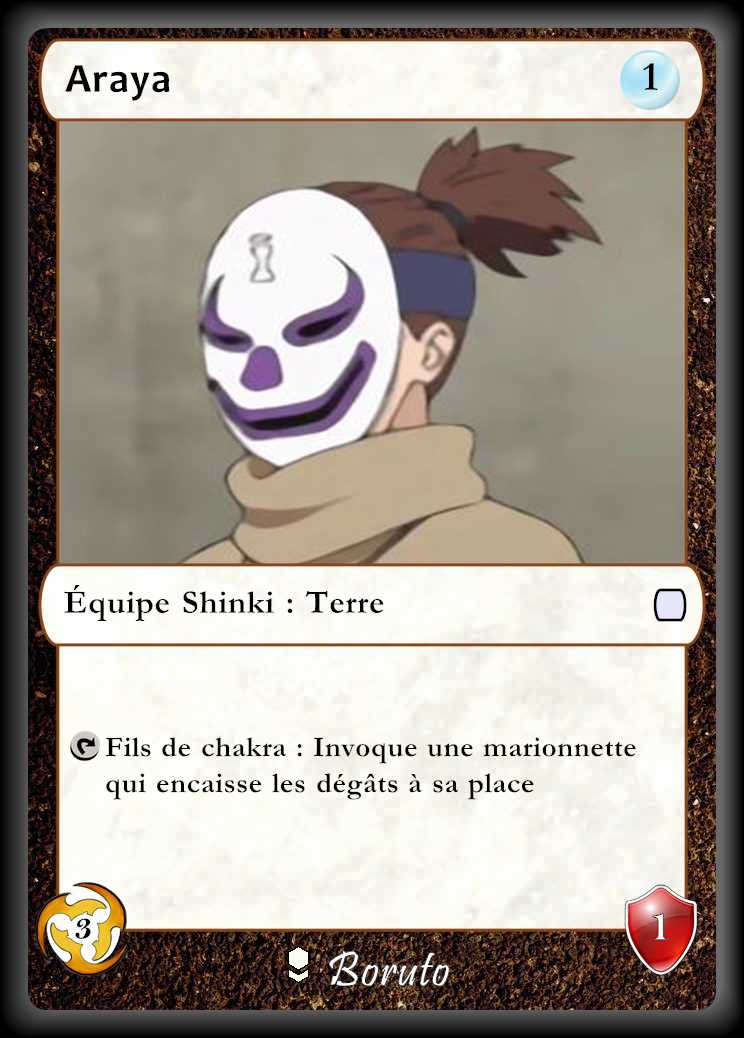 Araya
1
Équipe Shinki : Terre
Fils de chakra : Invoque une marionnette
qui encaisse les dégâts à sa place
3
1
Boruto